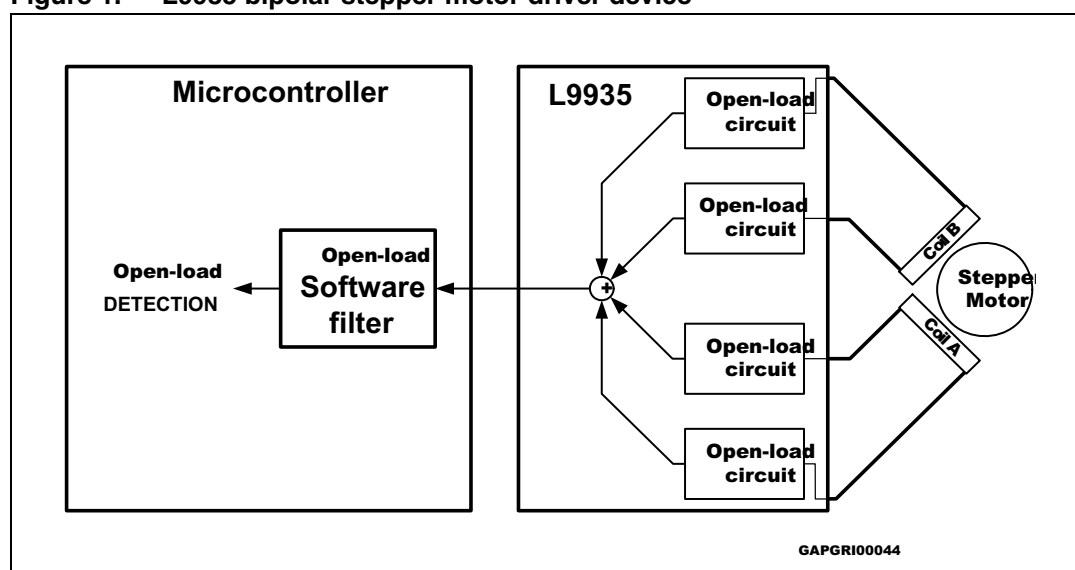 Microcontroller
Open-load
DETECTION
Open-load
Software
filter
L9935
Open-load
circuit
Open-load
circuit
+
Open-load
circuit
Open-load
circuit
Coil B
Steppe
Motor
Coil A
GAPGRI00044